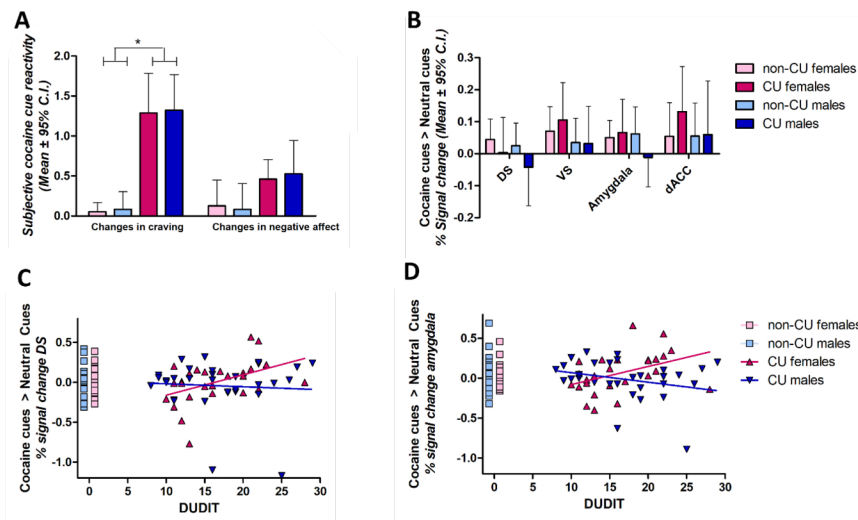 A
Subjective cocaine cue reactivity
(Mean ± 95% C.I.)
2.0
1.5
1.0
0.5
0.0
*
Changes in craving
Changes in negative affect
B
Cocaine cues > Neutral cues
% Signal change (Mean ± 95% C.I.)
0.3
0.2
0.1
0.0
0.1
0.2
DS
VS
Amygdala
dACC
non-CU females
CU females
non-CU males
CU males
C
Cocaine cues > Neutral Cues
% signal change DS
0.5
0.0
-0.5
-1.0
0
5
10
15
20
25
30
DUDIT
D
Cocaine cues > Neutral Cues
% signal change amygdala
0.5
0.0
-0.5
-1.0
0
5
10
15
20
25
30
DUDIT
non-CU females
non-CU males
CU females
CU males